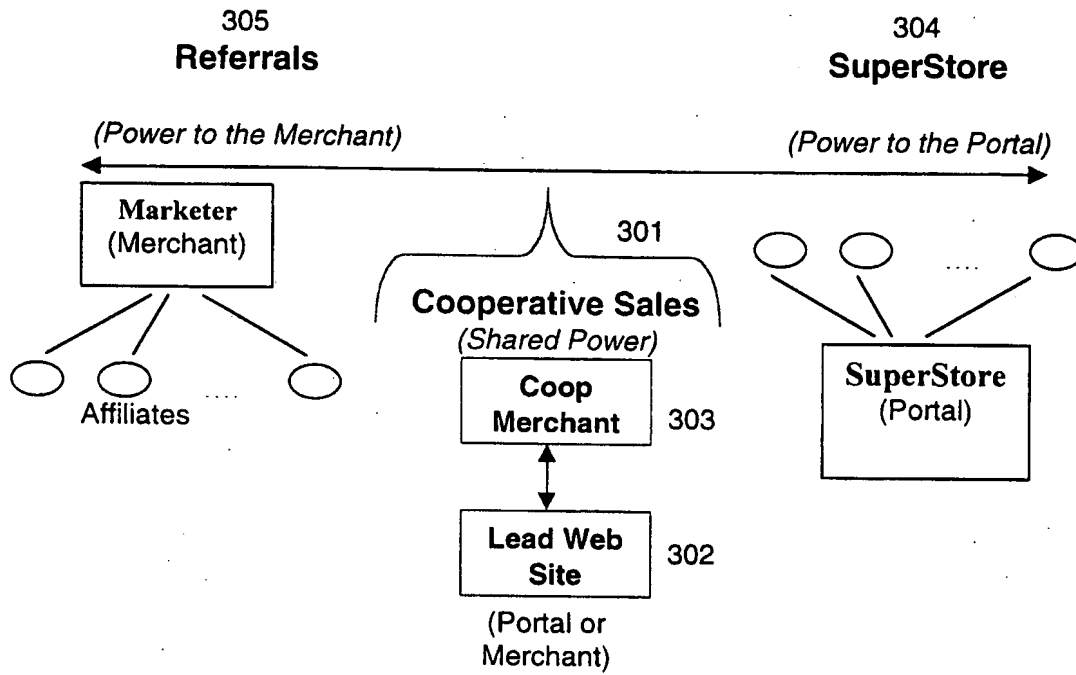 305
Referrals
304
SuperStore
(Power to the Merchant)
(Power to the Portal)
Marketer
(Merchant)
Affiliates
....
301
Cooperative Sales
(Shared Power)
Coop
Merchant
303
Lead Web
Site
302
(Portal or
Merchant)
....
SuperStore
(Portal)